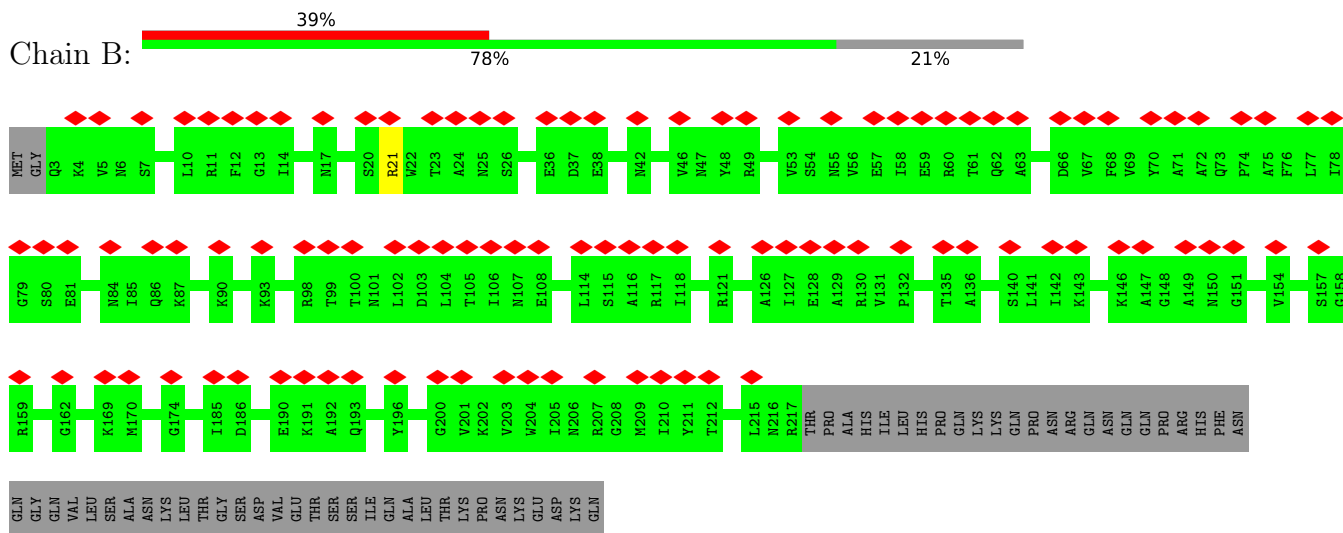 39%
Chain B:
78% 21%
MET GLY Q3 K4 V5 N6 S7 L10 R11 F12 G13 I14 N17 S20 R21 W22 T23 A24 N25 S26 E36 D37 E38 N42 V46 N47 Y48 R49 V53 S54 N55 V56 E57 I58 E59 R60 T61 Q62 A63 D66 V67 F68 V69 Y70 A71 A72 Q73 P74 A75 F76 L77 I78
G79 S80 E81 N84 I85 Q86 K87 K90 K93 R98 I99 T100 N101 L102 D103 L104 T105 I106 N107 E108 L114 S115 A116 R117 I118 R121 A126 I127 E128 A129 R130 V131 P132 T135 A136 S140 L141 I142 K143 K146 A147 G148 A149 N150 G151 V154 S157 G158
R159 G162 K169 M170 G174 I185 D186 E190 K191 A192 Q193 Y196 G200 V201 K202 V203 W204 I205 N206 R207 G208 M209 I210 Y211 T212 L215 N216 R217 THR PRO ALA HIS ILE LEU HIS PRO GLN LYS LYS GLN PRO ASN ARG GLN ASN GLN GLN PRO ARG HIS PHE ASN
GLN GLY GLN VAL LEU SER ALA ASN LYS LEU THR GLY SER ASP VAL GLU THR SER SER ILE GLN ALA LEU THR LYS PRO ASN LYS GLU ASP LYS GLN